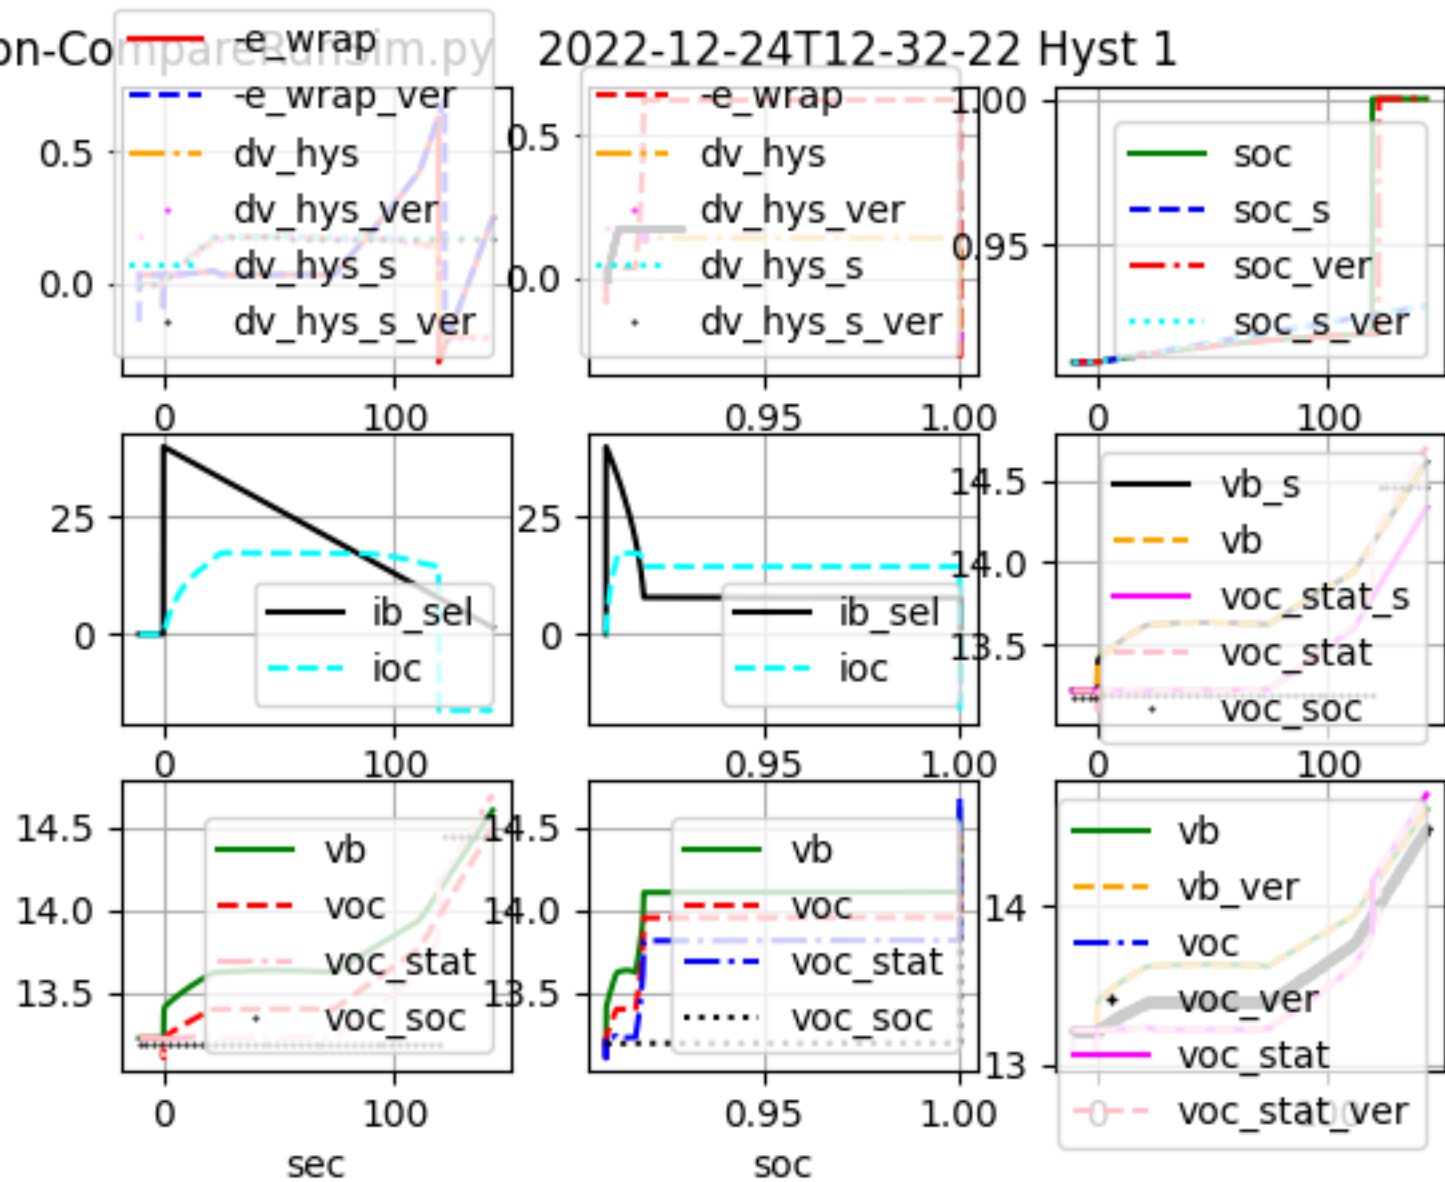 on-CompareRunSim.py 2022-12-24T12-32-22 Hyst 1
-e_wrap
-e_wrap_ver
dv_hys
dv_hys_ver
dv_hys_s
dv_hys_s_ver
0.5
0.0
0
100
-e_wrap
dv_hys
dv_hys_ver
dv_hys_s
dv_hys_s_ver
0.5
0.0
0.95
1.00
soc
soc_s
soc_ver
soc_s_ver
1.00
0.95
0
100
25
0
ib_sel
ioc
0
100
25
0
ib_sel
ioc
0.95
1.00
14.5
14.0
13.5
vb_s
vb
voc_stat_s
voc_stat
voc_soc
0
100
14.5
14.0
13.5
vb
voc
voc_stat
voc_soc
0
100
sec
14.5
14.0
13.5
vb
voc
voc_stat
voc_soc
0.95
1.00
soc
14
13
vb
vb_ver
voc
voc_ver
voc_stat
voc_stat_ver
0
100